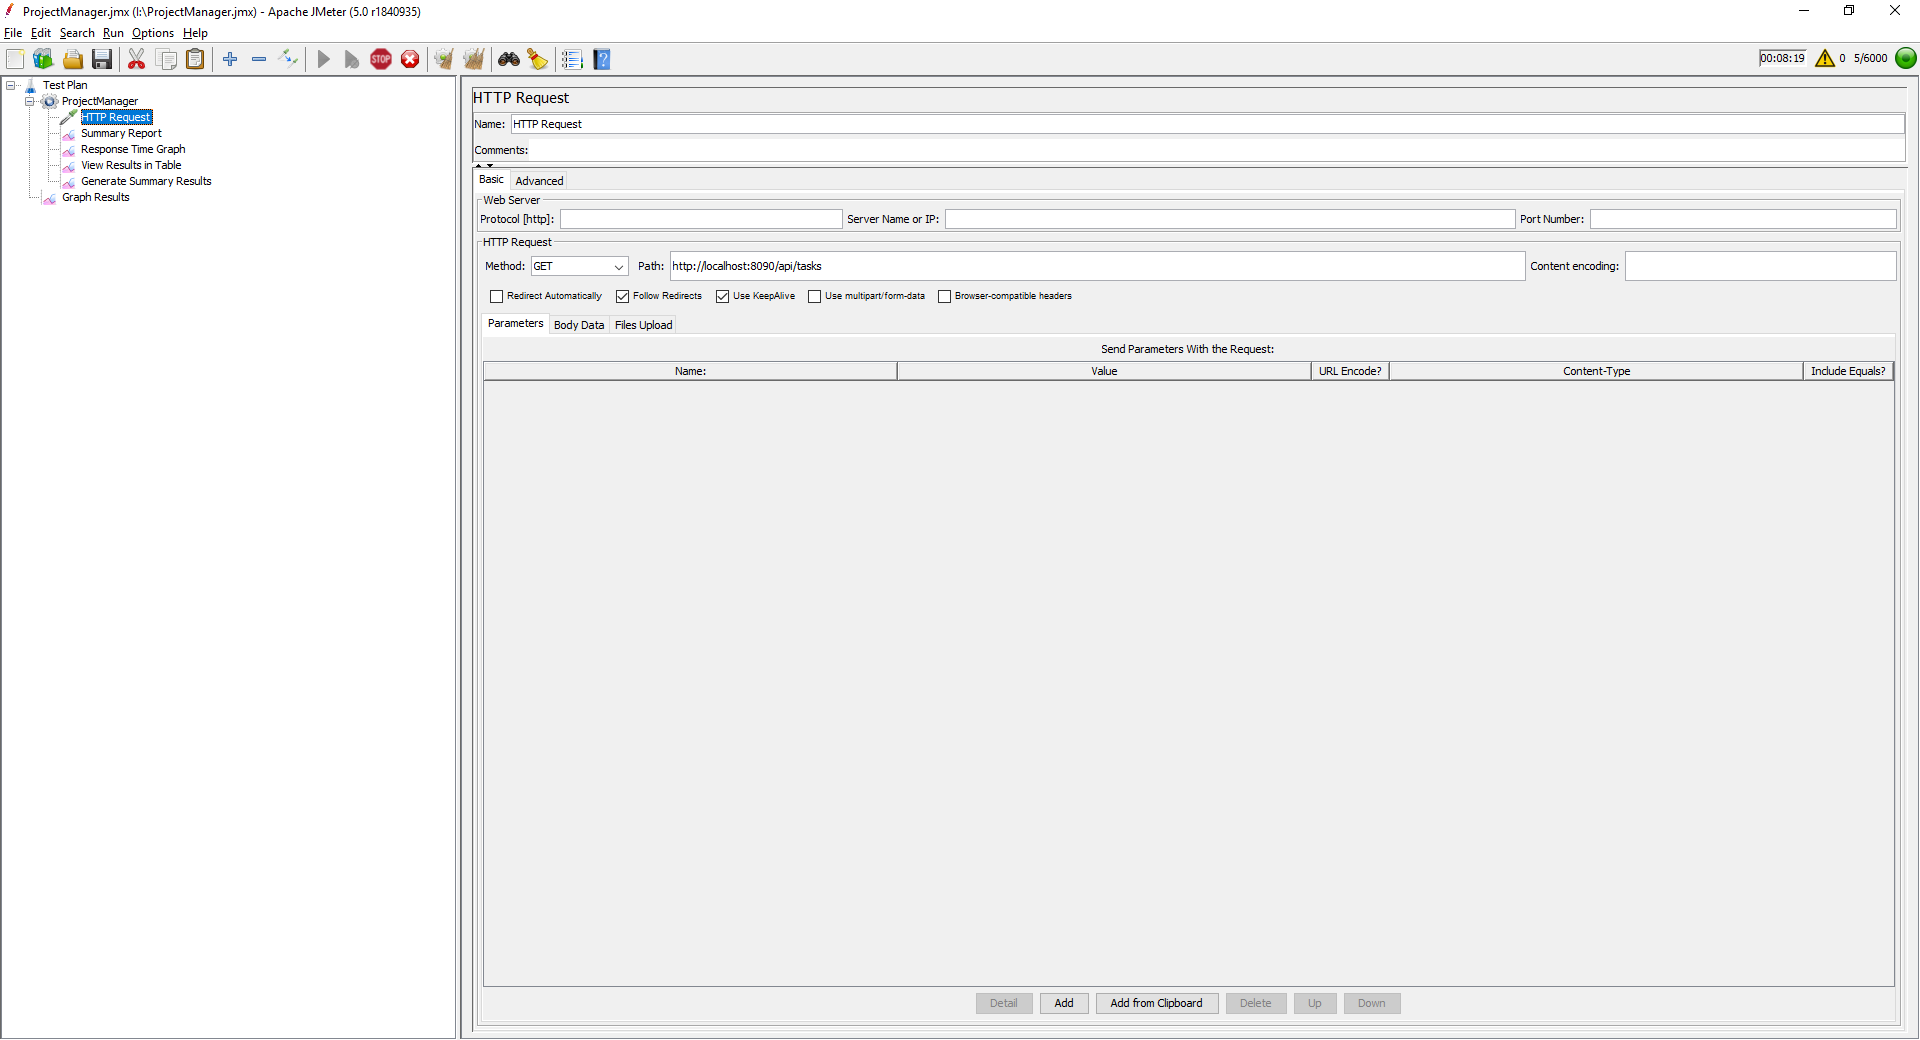 ProjectManager.jmx (I:\ProjectManager.jmx) - Apache JMeter (5.0 r1840935)
File Edit Search Run Options Help
STOP
00:08:19 0 5/6000
Test Plan
ProjectManager
HTTP Request
Summary Report
Response Time Graph
View Results in Table
Generate Summary Results
Graph Results
HTTP Request
Name: HTTP Request
Comments:
Basic Advanced
Web Server
Protocol [http]: Server Name or IP: Port Number:
HTTP Request
Method: GET Path: http://localhost:8090/api/tasks Content encoding:
Redirect Automatically Follow Redirects Use KeepAlive Use multipart/form-data Browser-compatible headers
Parameters Body Data Files Upload
Send Parameters With the Request:
Name: Value URL Encode? Content-Type Include Equals?
Detail Add Add from Clipboard Delete Up Down